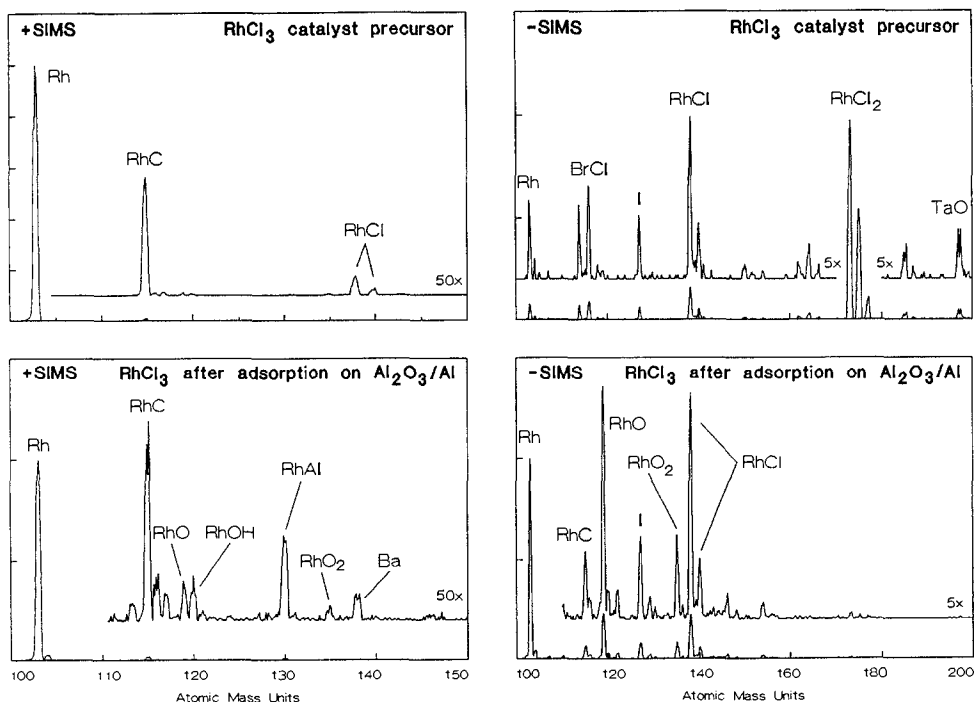 +SIMS RhCl₃ catalyst precursor
Rh
RhC
RhCl
50x
-SIMS RhCl₃ catalyst precursor
Rh
BrCl
I
RhCl
RhCl₂
TaO
5x
5x
+SIMS RhCl₃ after adsorption on Al₂O₃/Al
Rh
RhC
RhO
RhOH
RhAl
RhO₂
Ba
50x
100 110 120 130 140 150
Atomic Mass Units
-SIMS RhCl₃ after adsorption on Al₂O₃/Al
Rh
RhC
RhO
I
RhO₂
RhCl
5x
100 120 140 160 180 200
Atomic Mass Units